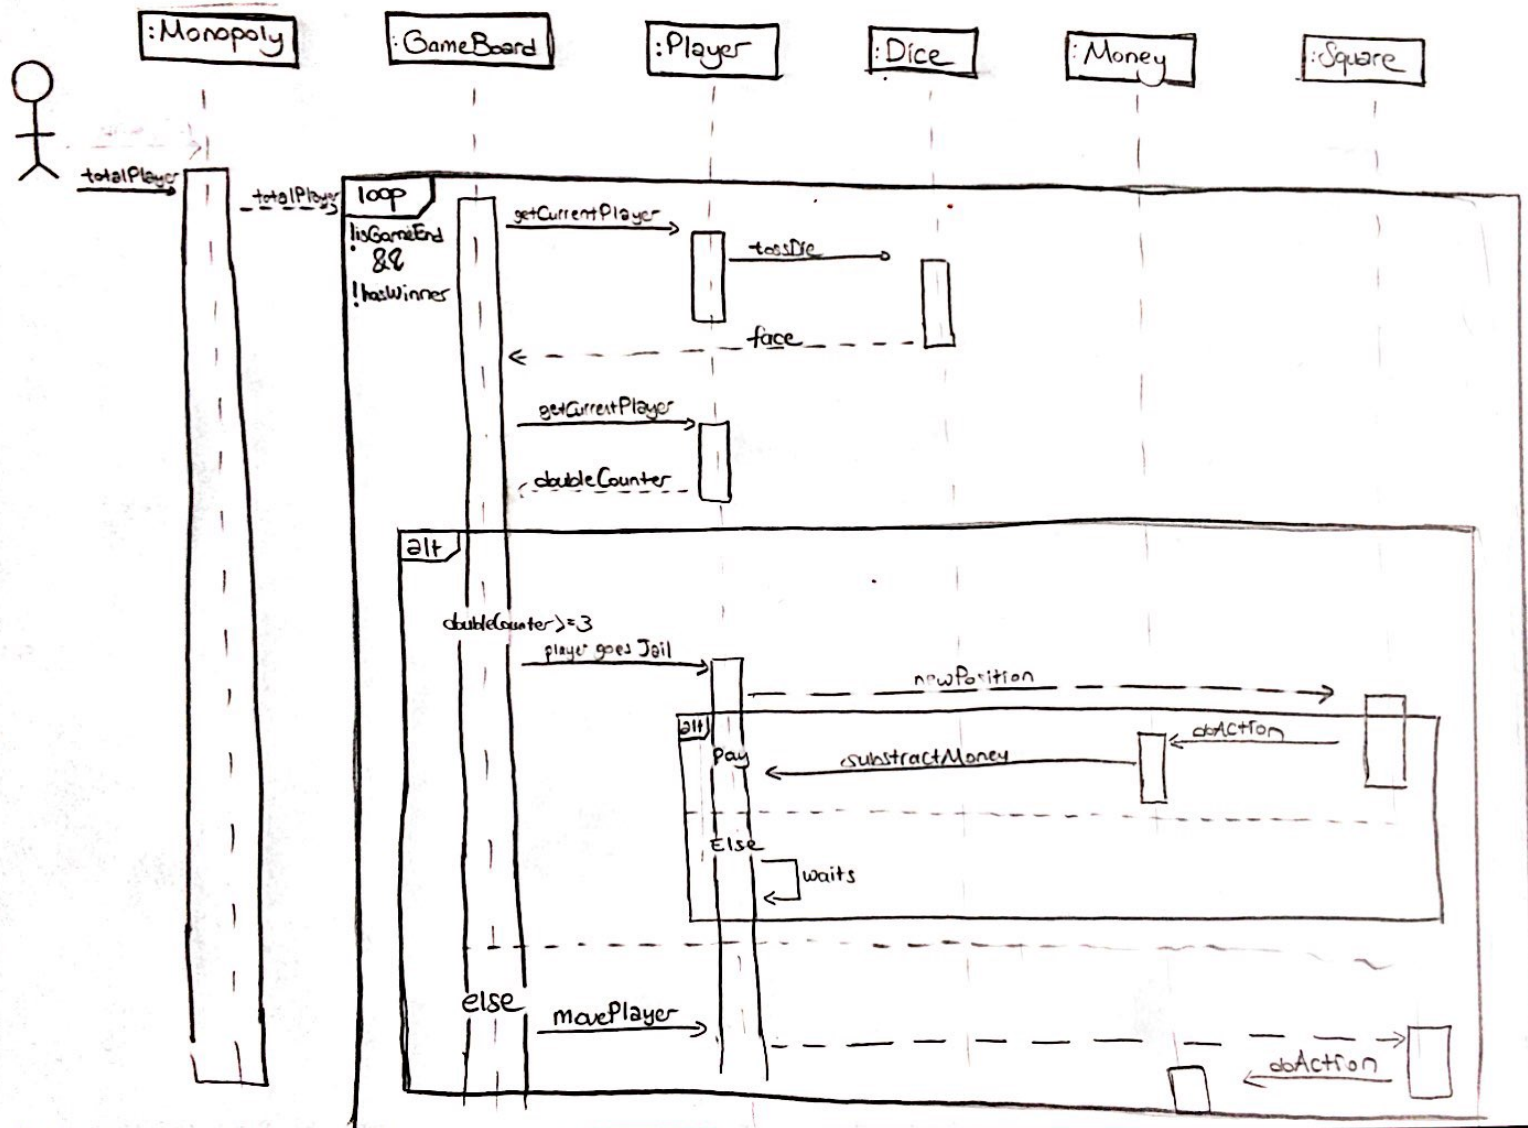 :Monopoly
:GameBoard
:Player
:Dice
:Money
:Square
totalPlayer
totalPlayer
loop
!isGameEnd
&&
!hasWinner
getCurrentPlayer
tossDie
face
getCurrentPlayer
doubleCounter
alt
doubleCounter>=3
player goes Jail
newPosition
alt
Pay
doAction
substractMoney
Else
waits
else
movePlayer
doAction